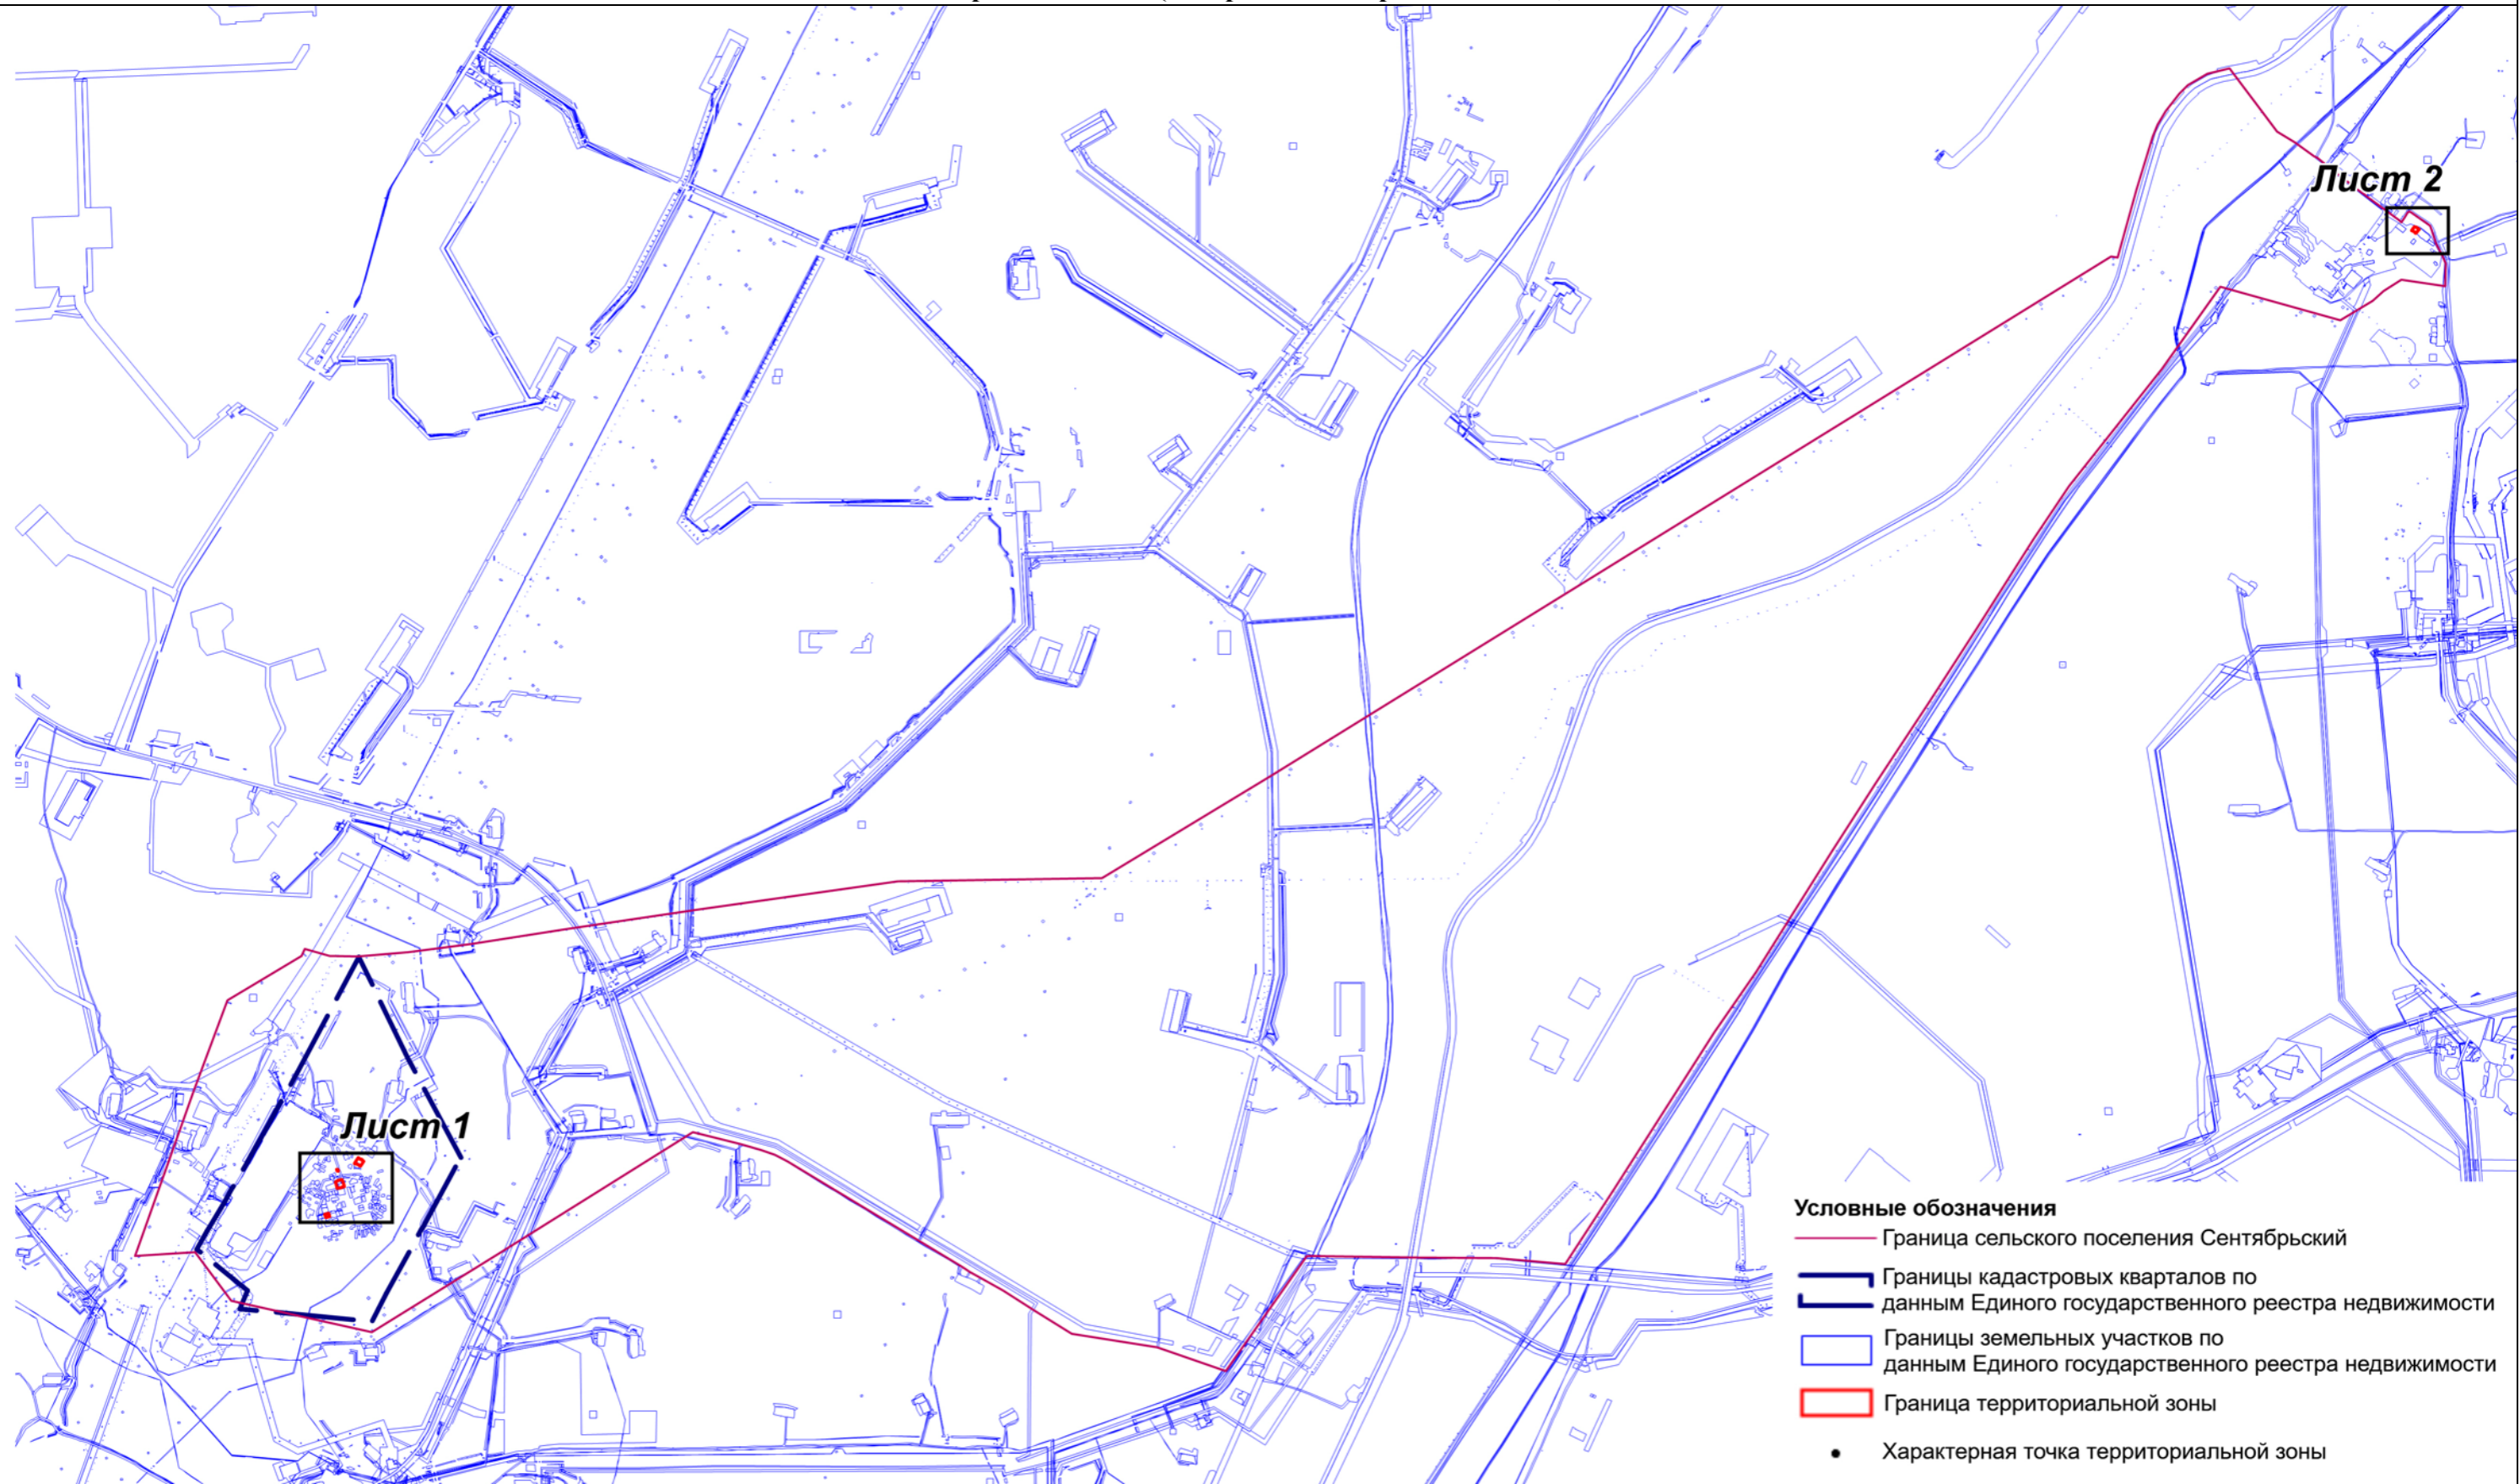 Лист 2
Лист 1
Условные обозначения
Граница сельского поселения Сентябрьский
Границы кадастровых кварталов по
данным Единого государственного реестра недвижимости
Границы земельных участков по
данным Единого государственного реестра недвижимости
Граница территориальной зоны
Характерная точка территориальной зоны